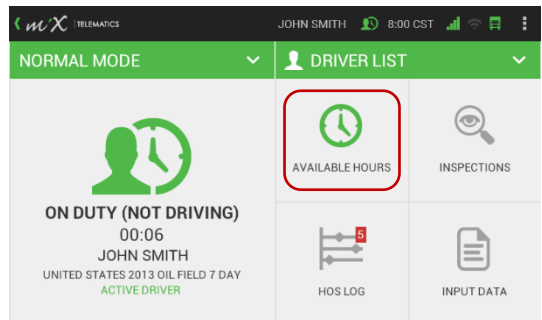 miX TELEMATICS JOHN SMITH 8:00 CST
NORMAL MODE
DRIVER LIST
AVAILABLE HOURS
INSPECTIONS
ON DUTY (NOT DRIVING)
00:06
JOHN SMITH
UNITED STATES 2013 OIL FIELD 7 DAY
ACTIVE DRIVER
5
HOS LOG
INPUT DATA